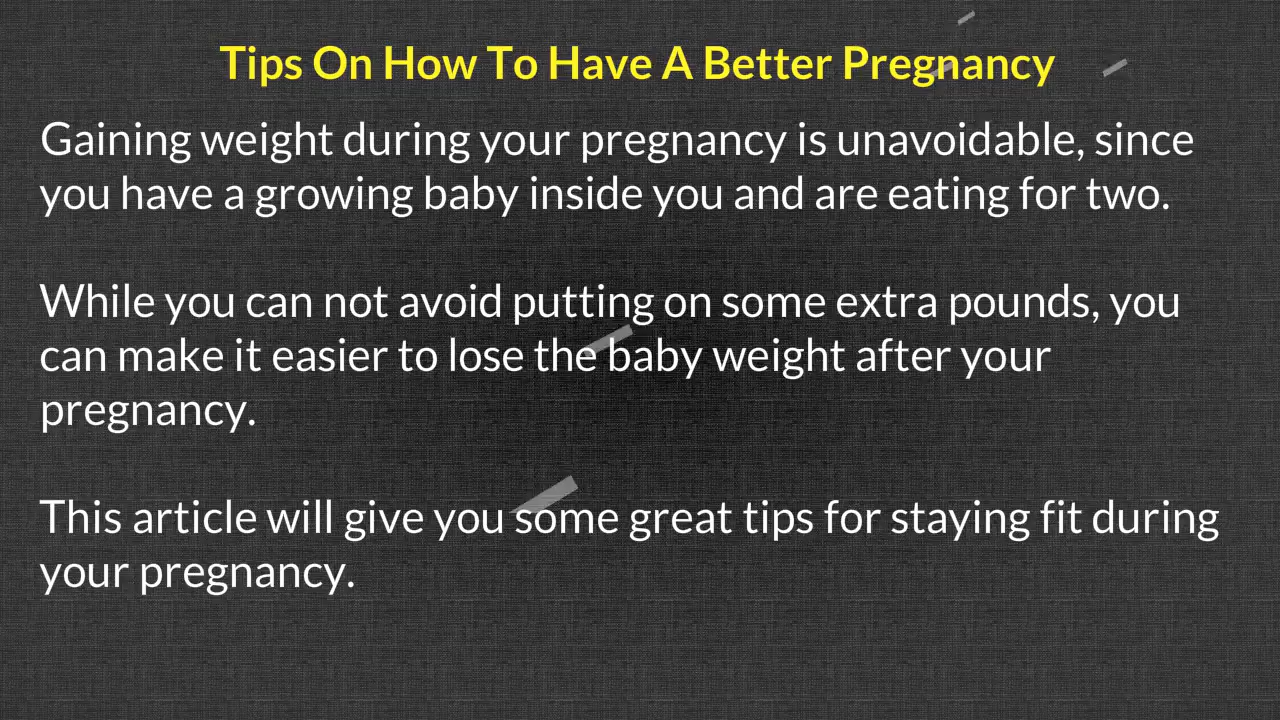 Tips On How To Have A Better Pregnancy
Gaining weight during your pregnancy is unavoidable, since
you have a growing baby inside you and are eating for two.
While you can not avoid putting on some extra pounds, you
can make it easier to lose the baby weight after your
pregnancy.
This article will give you some great tips for staying fit during
your pregnancy.